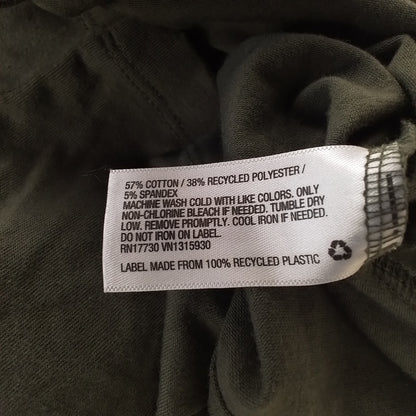 57% COTTON / 38% RECYCLED POLYESTER /
5% SPANDEX
MACHINE WASH COLD WITH LIKE COLORS. ONLY
NON-CHLORINE BLEACH IF NEEDED. TUMBLE DRY
LOW. REMOVE PROMPTLY. COOL IRON IF NEEDED.
DO NOT IRON ON LABEL.
RN17730 VN1315930
LABEL MADE FROM 100% RECYCLED PLASTIC